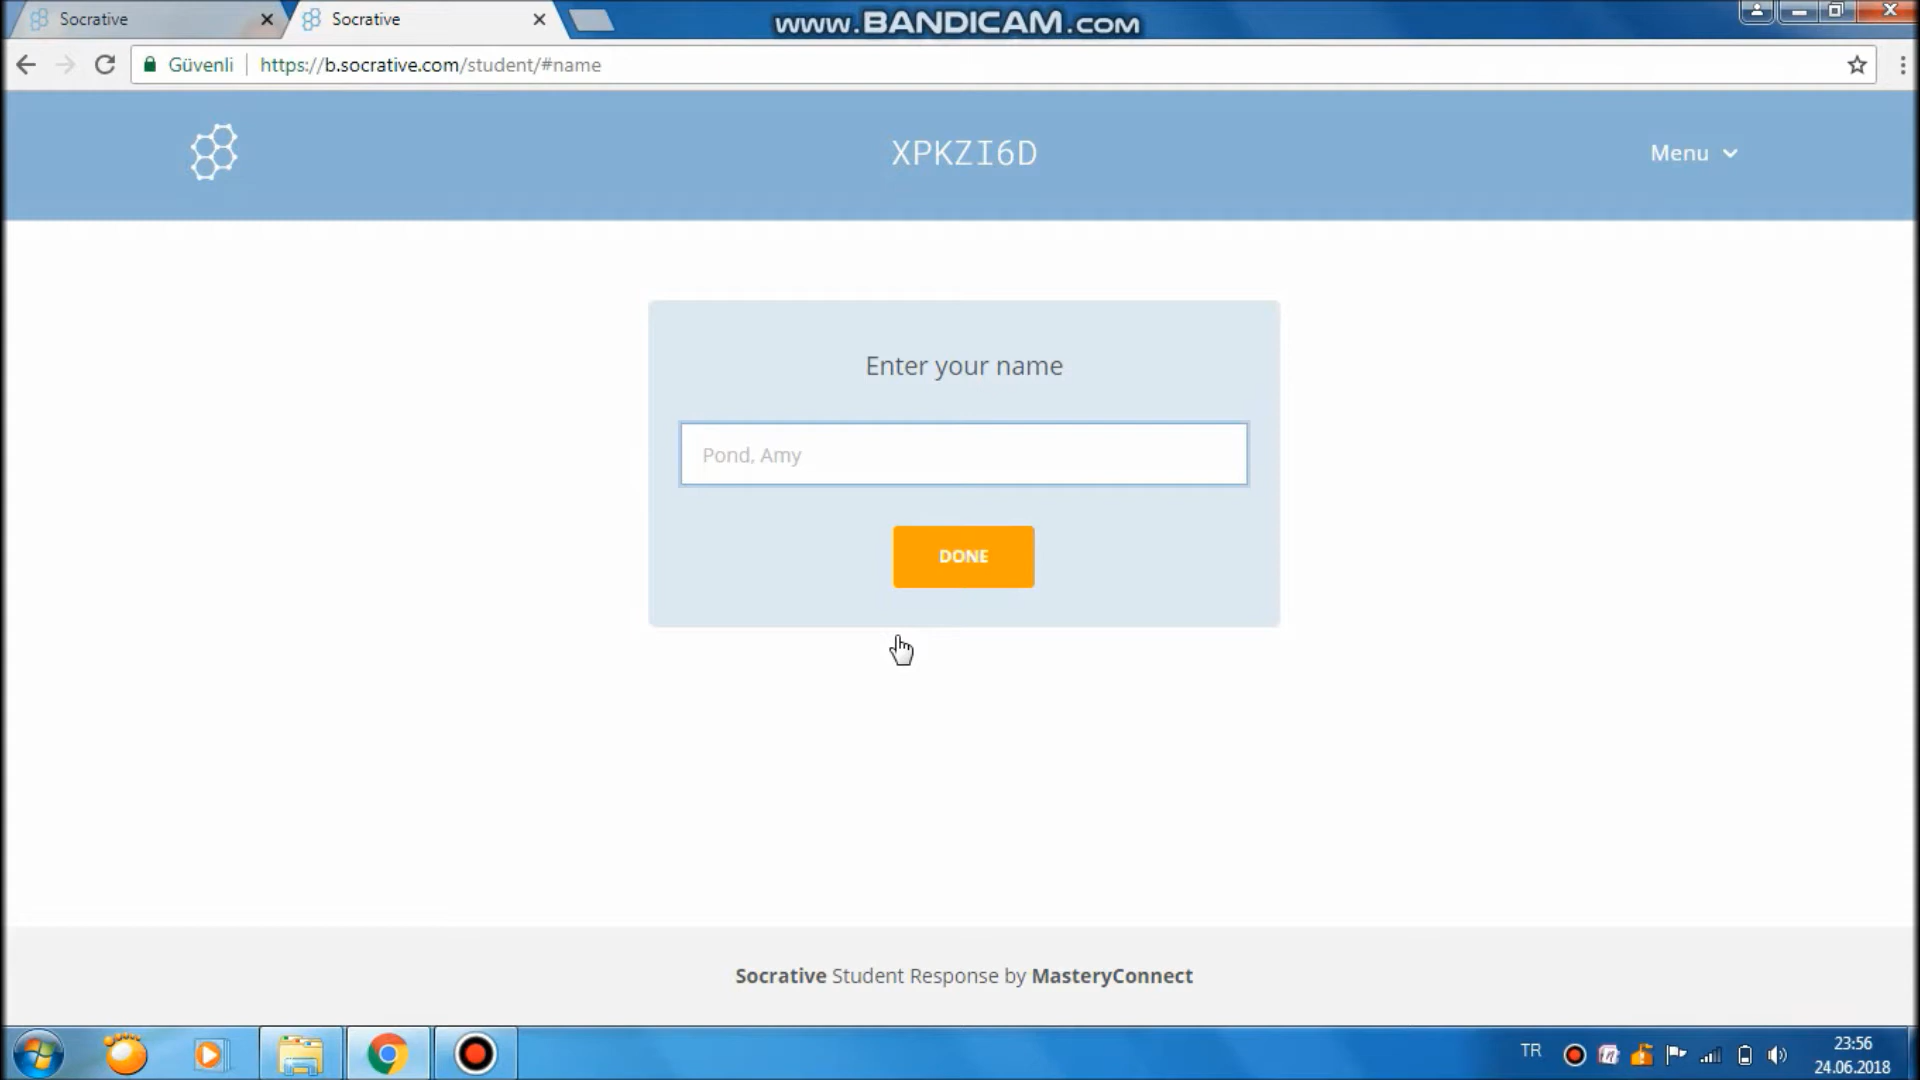 Socrative
Socrative
www.BANDICAM.com
Güvenli
https://b.socrative.com/student/#name
XPKZI6D
Menu
Enter your name
Pond, Amy
DONE
Socrative Student Response by MasteryConnect
TR
23:56
24.06.2018